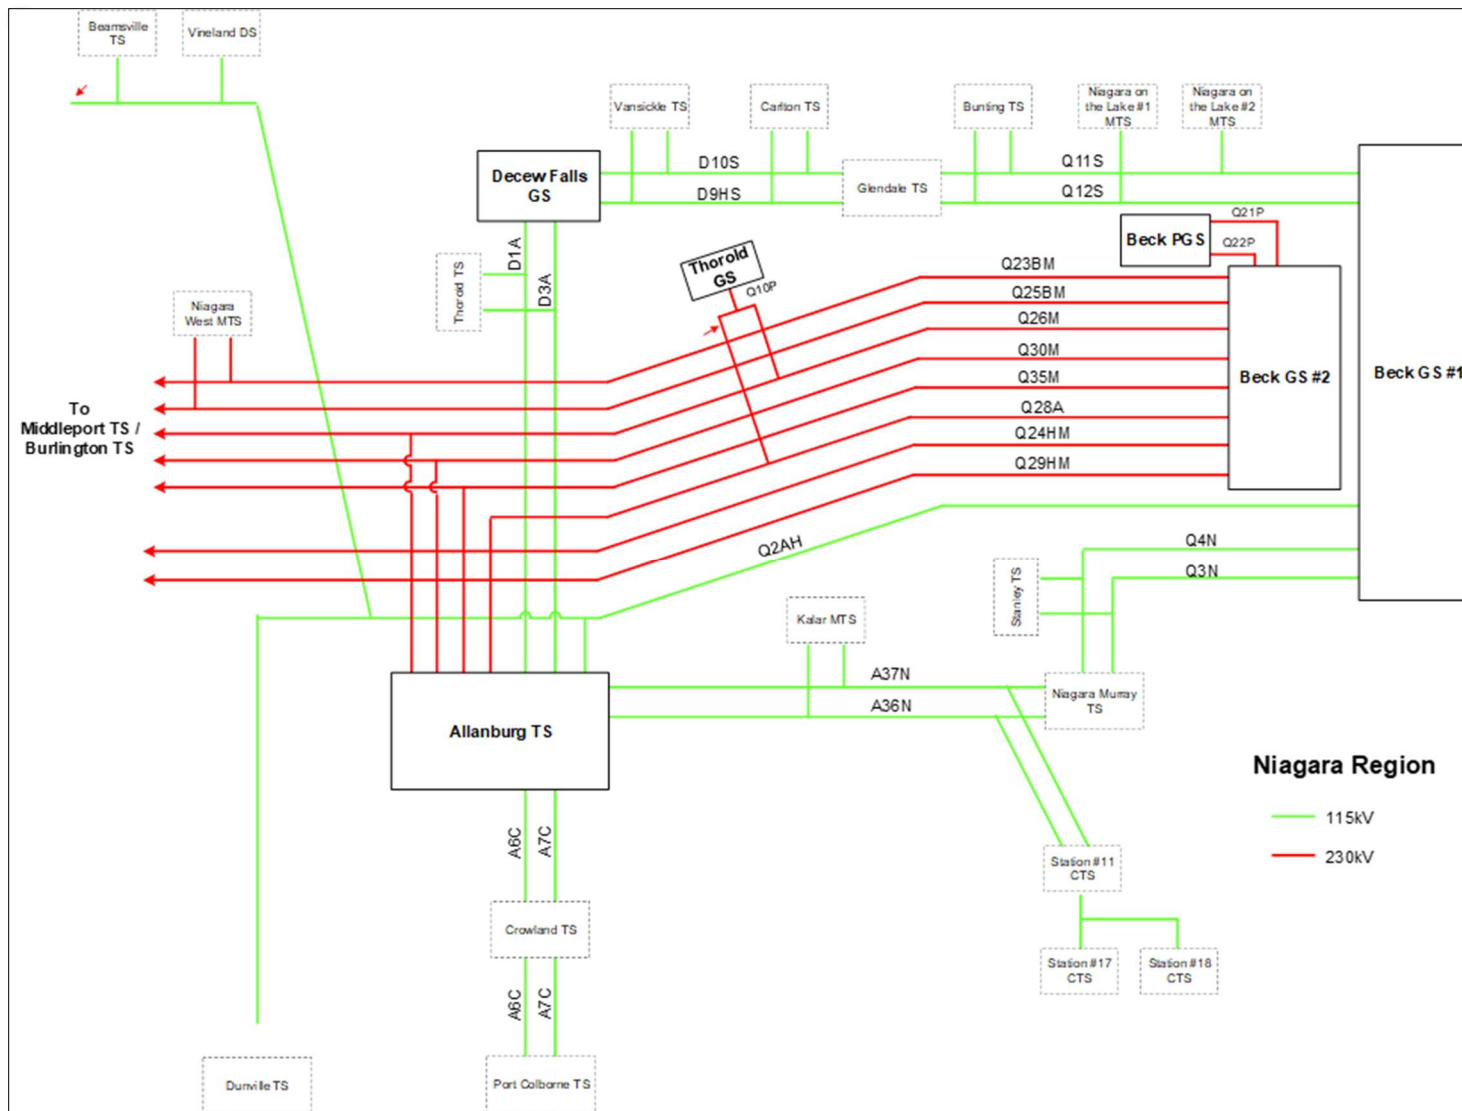 Beamsville
TS
Vineland DS
Vansickle TS
Carlton TS
Bunting TS
Niagara on
the Lake #1
MTS
Niagara on
the Lake #2
MTS
Decew Falls
GS
D10S
D9HS
Glendale TS
Q11S
Q12S
Q21P
Q22P
Beck PGS
Thorold TS
D1A
D3A
Thorold
GS
Q10P
Niagara
West MTS
Q23BM
Q25BM
Q26M
Q30M
Q35M
Q28A
Q24HM
Q29HM
Beck GS #2
Beck GS #1
To
Middleport TS /
Burlington TS
Q2AH
Q4N
Q3N
Stanley TS
Kalar MTS
A37N
A36N
Niagara Murray
TS
Allanburg TS
Niagara Region
115kV
230kV
A6C
A7C
Station #11
CTS
Crowland TS
Station #17
CTS
Station #18
CTS
A6C
A7C
Dunville TS
Port Colborne TS